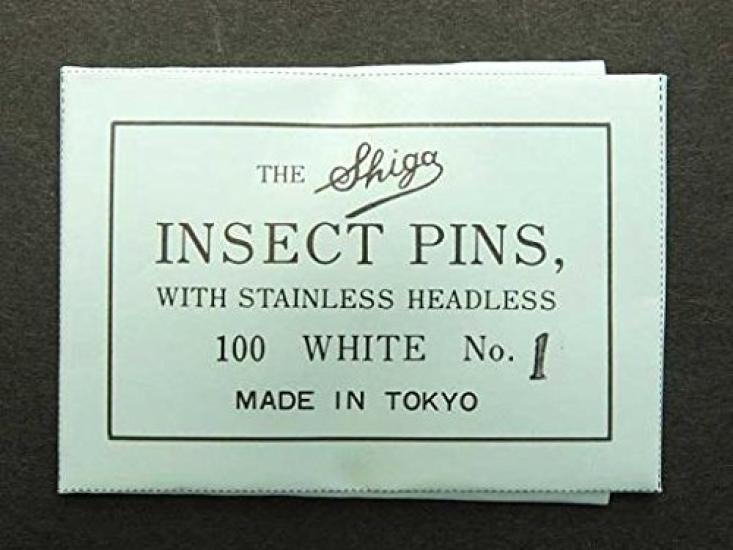 THE Shiga
INSECT PINS,
WITH STAINLESS HEADLESS
100 WHITE No. 1
MADE IN TOKYO